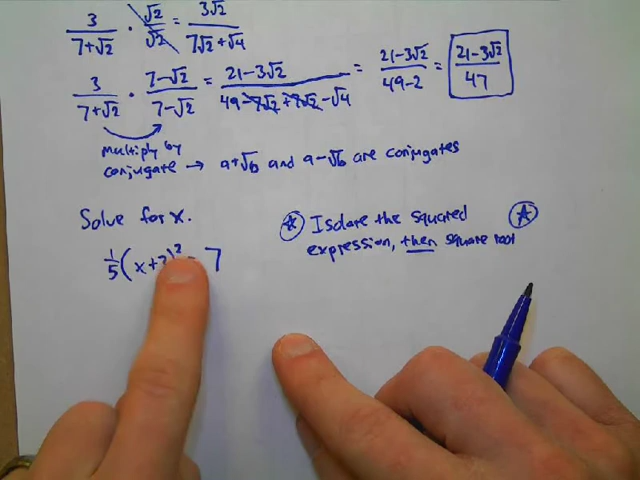 3/(7+√2) · √2/√2 = 3√2/(7√2+√4)
3/(7+√2) · (7-√2)/(7-√2) = (21-3√2)/(49-7√2+7√2-√4) = (21-3√2)/(49-2) = (21-3√2)/47
multiply by
conjugate → a+√b and a-√b are conjugates
Solve for x.
1/5(x+ )² = 7
☆ Isolate the squared ☆
expression, then square root